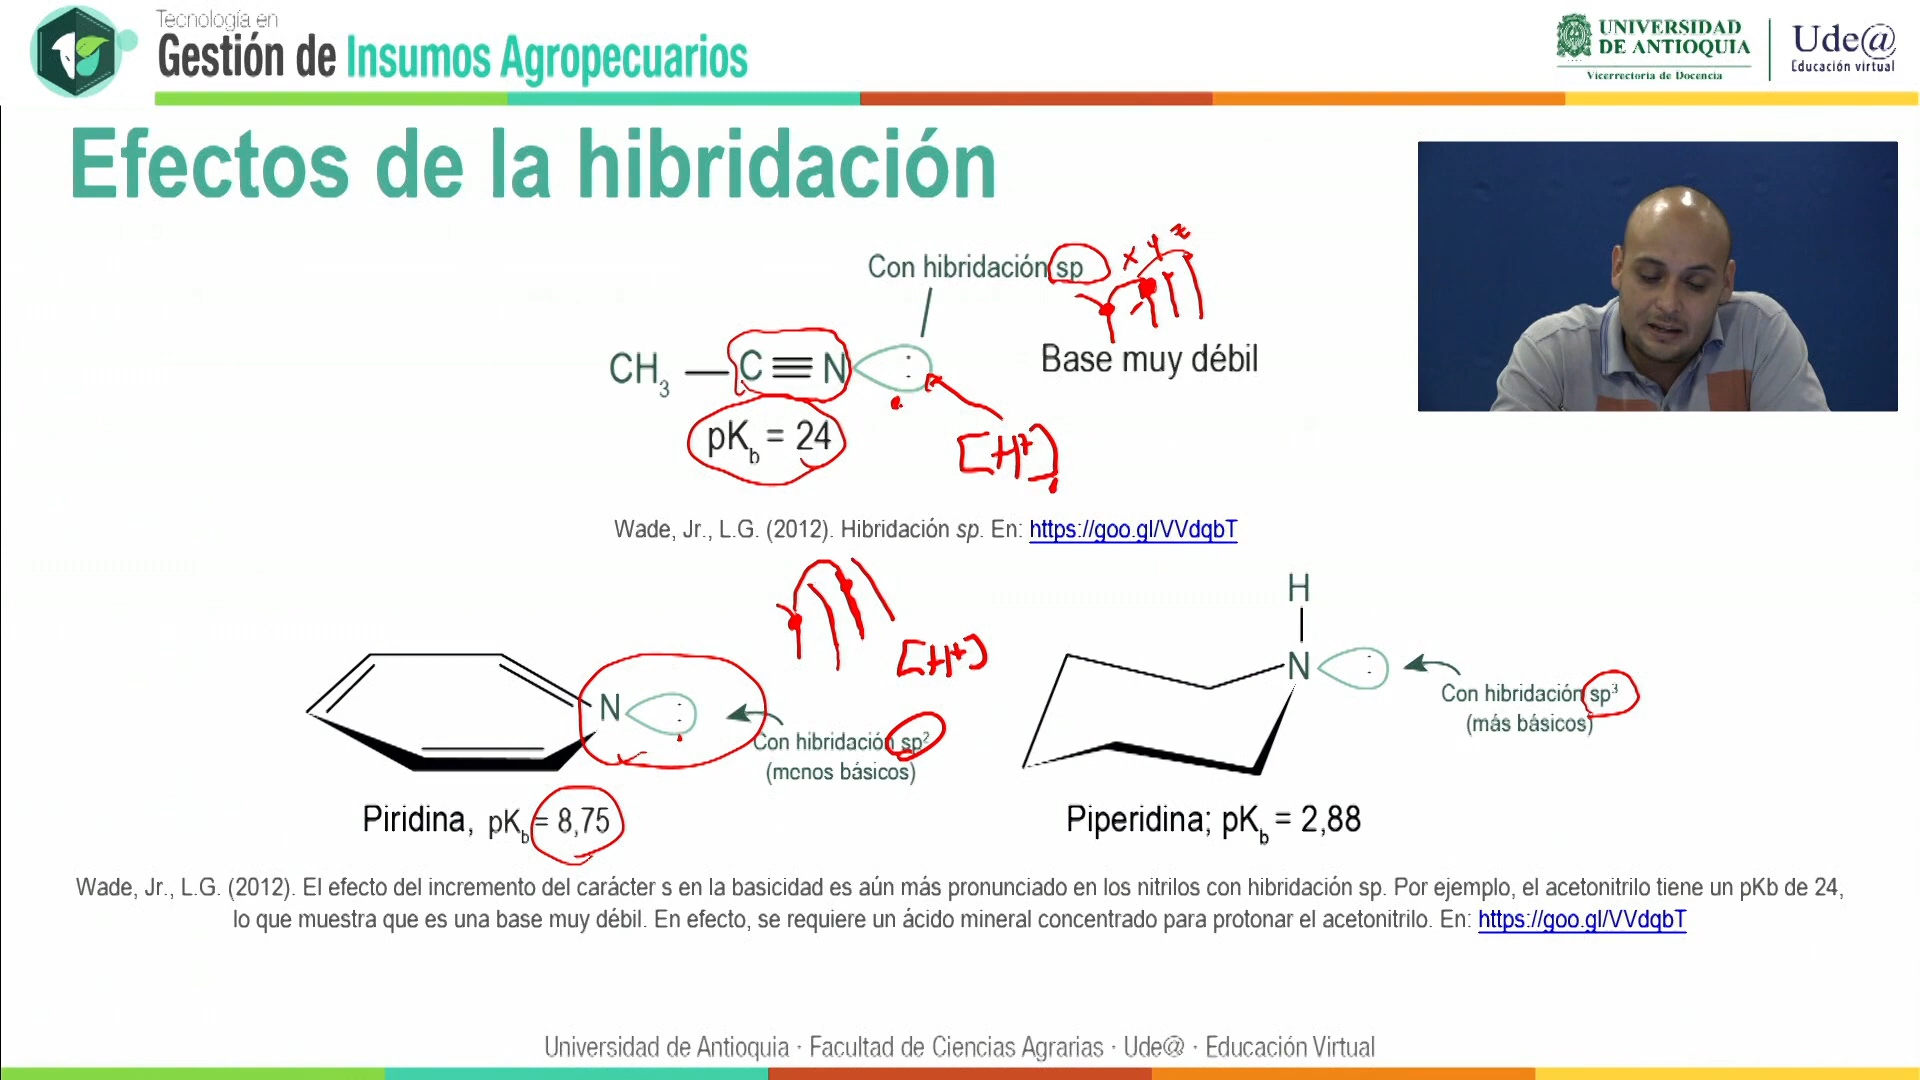 Tecnología en
Gestión de Insumos Agropecuarios
UNIVERSIDAD
DE ANTIOQUIA
Vicerrectoría de Docencia
Ude@
Educación virtual
Efectos de la hibridación
Con hibridación sp
x y z
CH3 — C ≡ N :
Base muy débil
pKb = 24
[H+]
Wade, Jr., L.G. (2012). Hibridación sp. En: https://goo.gl/VVdqbT
H
N :
[H+]
N :
Con hibridación sp3
(más básicos)
Con hibridación sp2
(menos básicos)
Piridina, pKb = 8,75
Piperidina; pKb = 2,88
Wade, Jr., L.G. (2012). El efecto del incremento del carácter s en la basicidad es aún más pronunciado en los nitrilos con hibridación sp. Por ejemplo, el acetonitrilo tiene un pKb de 24,
lo que muestra que es una base muy débil. En efecto, se requiere un ácido mineral concentrado para protonar el acetonitrilo. En: https://goo.gl/VVdqbT
Universidad de Antioquia · Facultad de Ciencias Agrarias · Ude@ · Educación Virtual